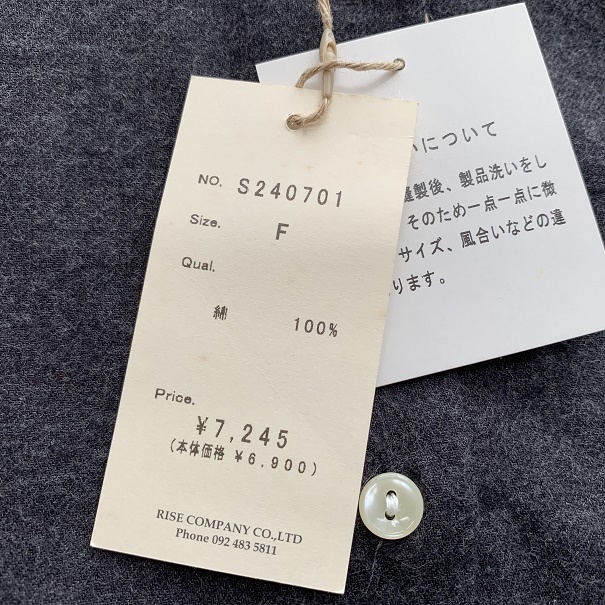 NO. S240701
Size. F
Qual.
綿 100%
Price.
¥7,245
(本体価格 ¥6,900)
RISE COMPANY CO.,LTD
Phone 092 483 5811
いについて
縫製後、製品洗いをし
そのため一点一点に微
サイズ、風合いなどの違
ります。